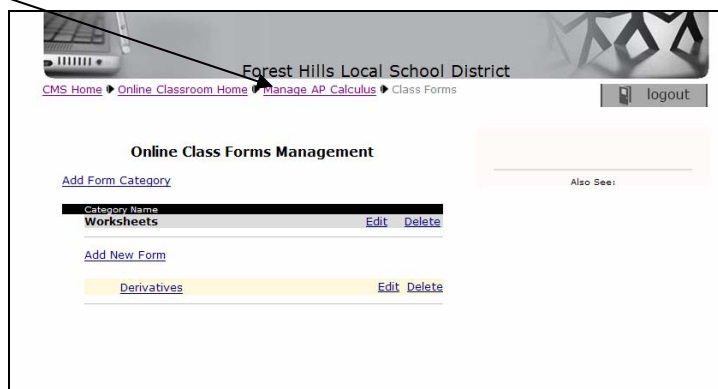 Forest Hills Local School District
CMS Home Online Classroom Home Manage AP Calculus Class Forms
logout
Online Class Forms Management
Add Form Category
Also See:
Category Name
Worksheets Edit Delete
Add New Form
Derivatives Edit Delete